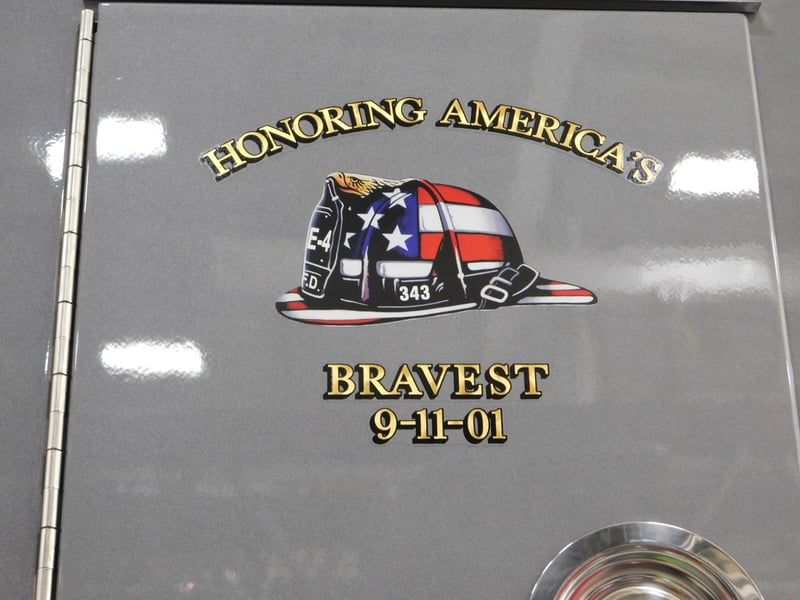 HONORING AMERICA'S
E-4
F.D.
343
BRAVEST
9-11-01